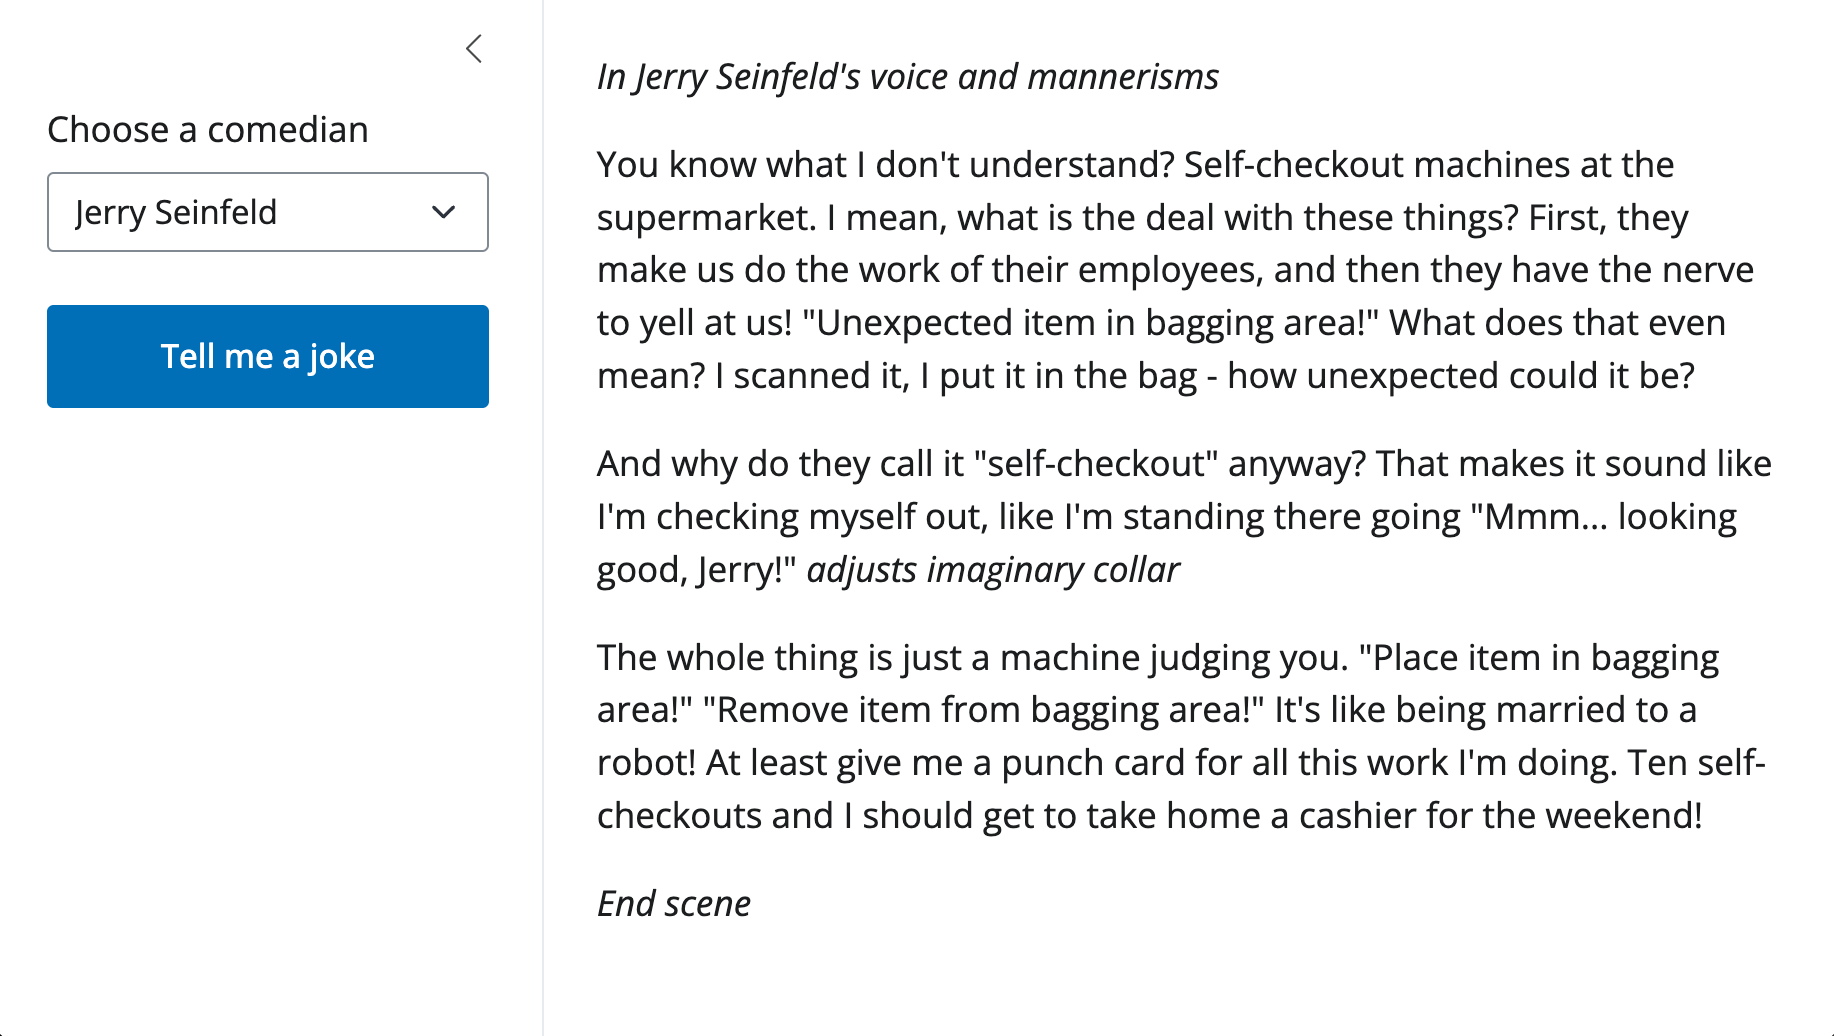 Choose a comedian
Jerry Seinfeld
Tell me a joke
In Jerry Seinfeld's voice and mannerisms
You know what I don't understand? Self-checkout machines at the
supermarket. I mean, what is the deal with these things? First, they
make us do the work of their employees, and then they have the nerve
to yell at us! "Unexpected item in bagging area!" What does that even
mean? I scanned it, I put it in the bag - how unexpected could it be?
And why do they call it "self-checkout" anyway? That makes it sound like
I'm checking myself out, like I'm standing there going "Mmm... looking
good, Jerry!" adjusts imaginary collar
The whole thing is just a machine judging you. "Place item in bagging
area!" "Remove item from bagging area!" It's like being married to a
robot! At least give me a punch card for all this work I'm doing. Ten self-
checkouts and I should get to take home a cashier for the weekend!
End scene